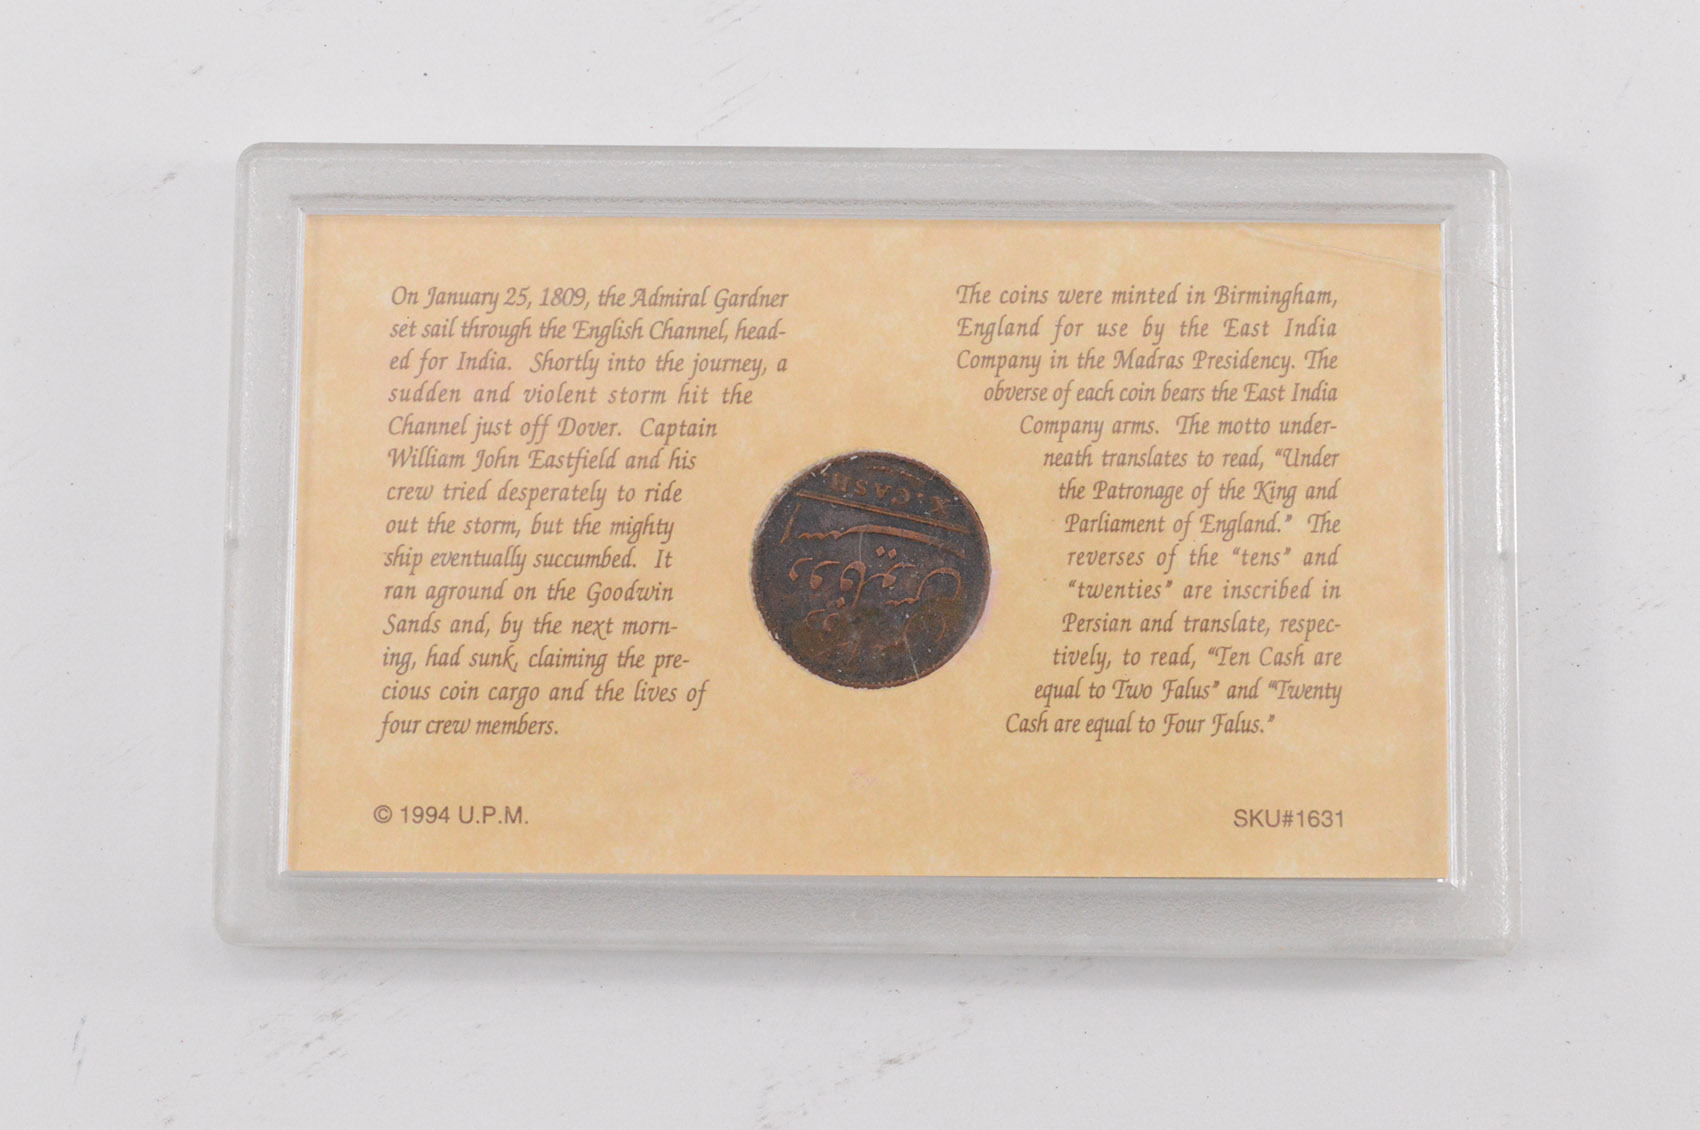 On January 25, 1809, the Admiral Gardner
set sail through the English Channel, head-
ed for India. Shortly into the journey, a
sudden and violent storm hit the
Channel just off Dover. Captain
William John Eastfield and his
crew tried desperately to ride
out the storm, but the mighty
ship eventually succumbed. It
ran aground on the Goodwin
Sands and, by the next morn-
ing, had sunk, claiming the pre-
cious coin cargo and the lives of
four crew members.
© 1994 U.P.M.
X:CASH
The coins were minted in Birmingham,
England for use by the East India
Company in the Madras Presidency. The
obverse of each coin bears the East India
Company arms. The motto under-
neath translates to read, “Under
the Patronage of the King and
Parliament of England.” The
reverses of the “tens” and
“twenties” are inscribed in
Persian and translate, respec-
tively, to read, “Ten Cash are
equal to Two Falus” and “Twenty
Cash are equal to Four Falus.”
SKU#1631